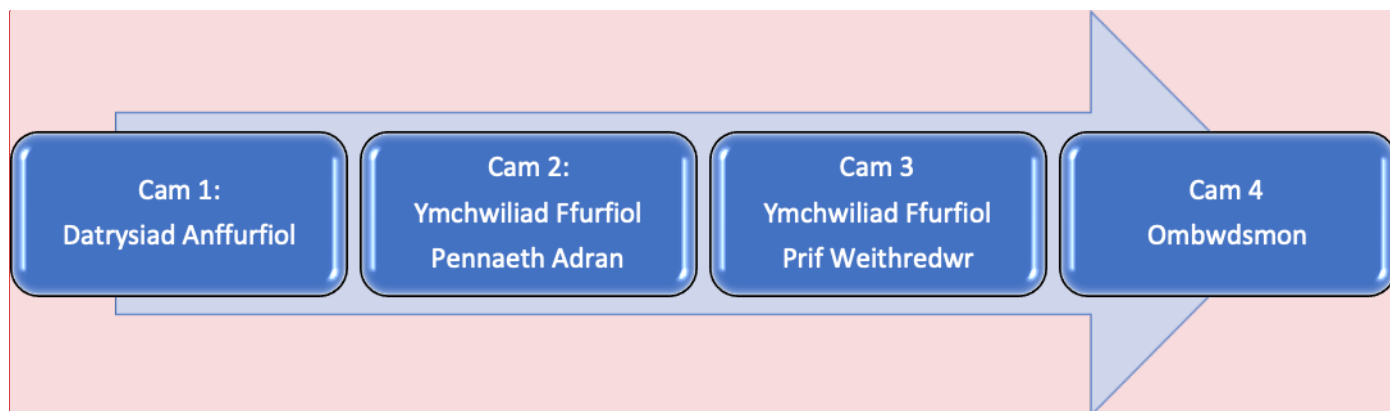 Cam 1:
Datrysiad Anffurfiol
Cam 2:
Ymchwiliad Ffurfiol
Pennaeth Adran
Cam 3
Ymchwiliad Ffurfiol
Prif Weithredwr
Cam 4
Ombwdsmon